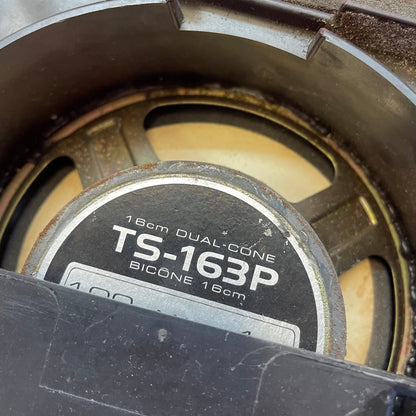 16cm DUAL-CONE
TS-163P
BICONE 16cm